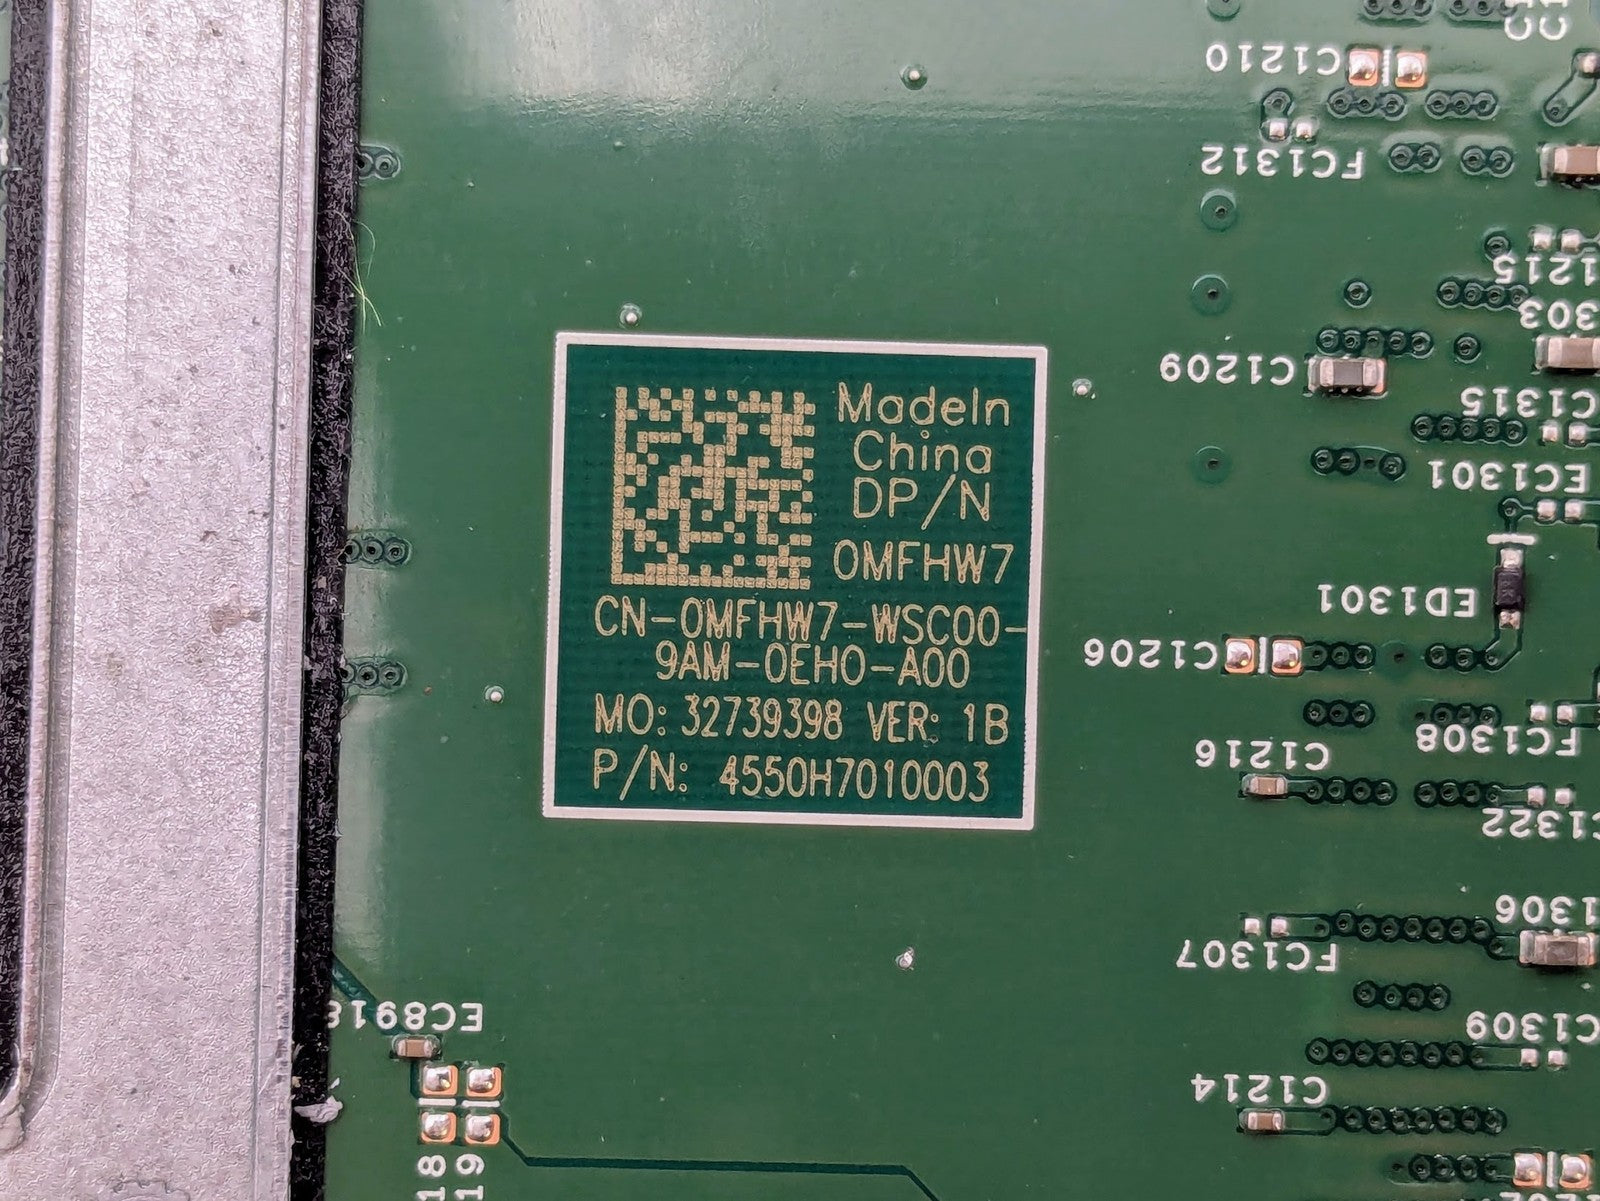 C1210
FC1312
C1209
C1315
EC1301
ED1301
C1206
FC1308
C1216
FC1307
C1309
C1214
MadeIn
China
DP/N
0MFHW7
CN-0MFHW7-WSC00-
9AM-0EH0-A00
MO: 32739398 VER: 1B
P/N: 4550H7010003